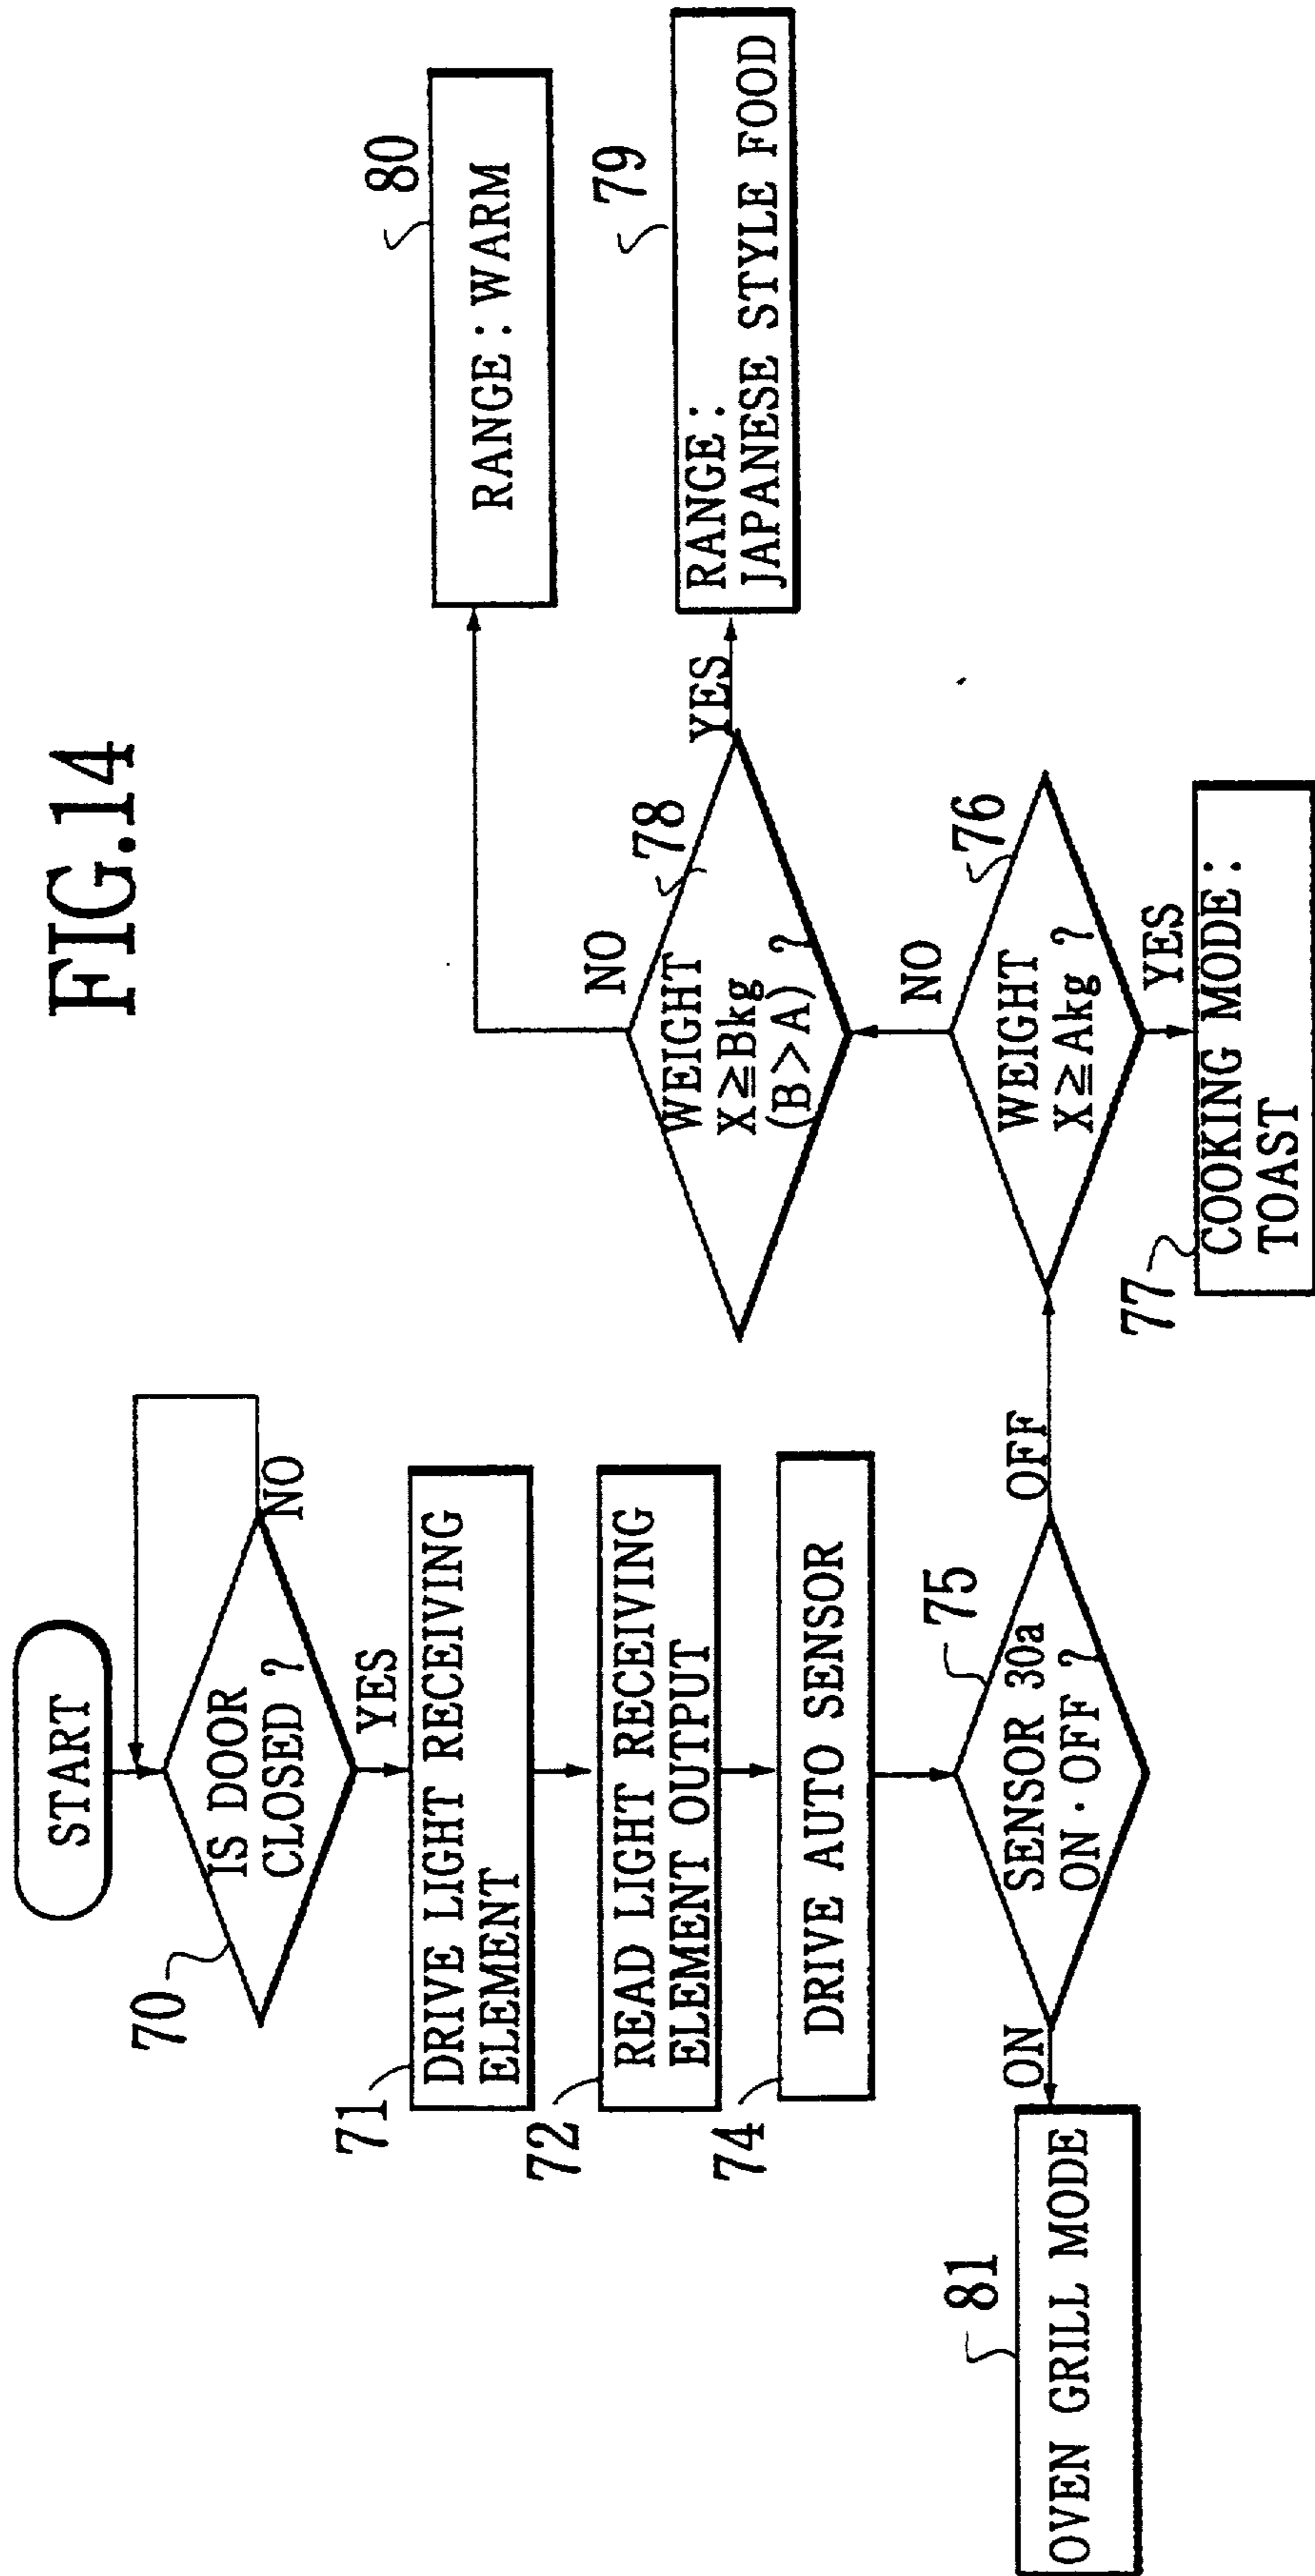 FIG.14
START
70
IS DOOR
CLOSED ?
NO
YES
71
DRIVE LIGHT RECEIVING
ELEMENT
72
READ LIGHT RECEIVING
ELEMENT OUTPUT
74
DRIVE AUTO SENSOR
75
SENSOR 30a
ON·OFF ?
ON
OFF
81
OVEN GRILL MODE
76
WEIGHT
X≧Akg ?
NO
YES
77
COOKING MODE:
TOAST
78
WEIGHT
X≧Bkg
(B>A) ?
NO
YES
80
RANGE: WARM
79
RANGE:
JAPANESE STYLE FOOD